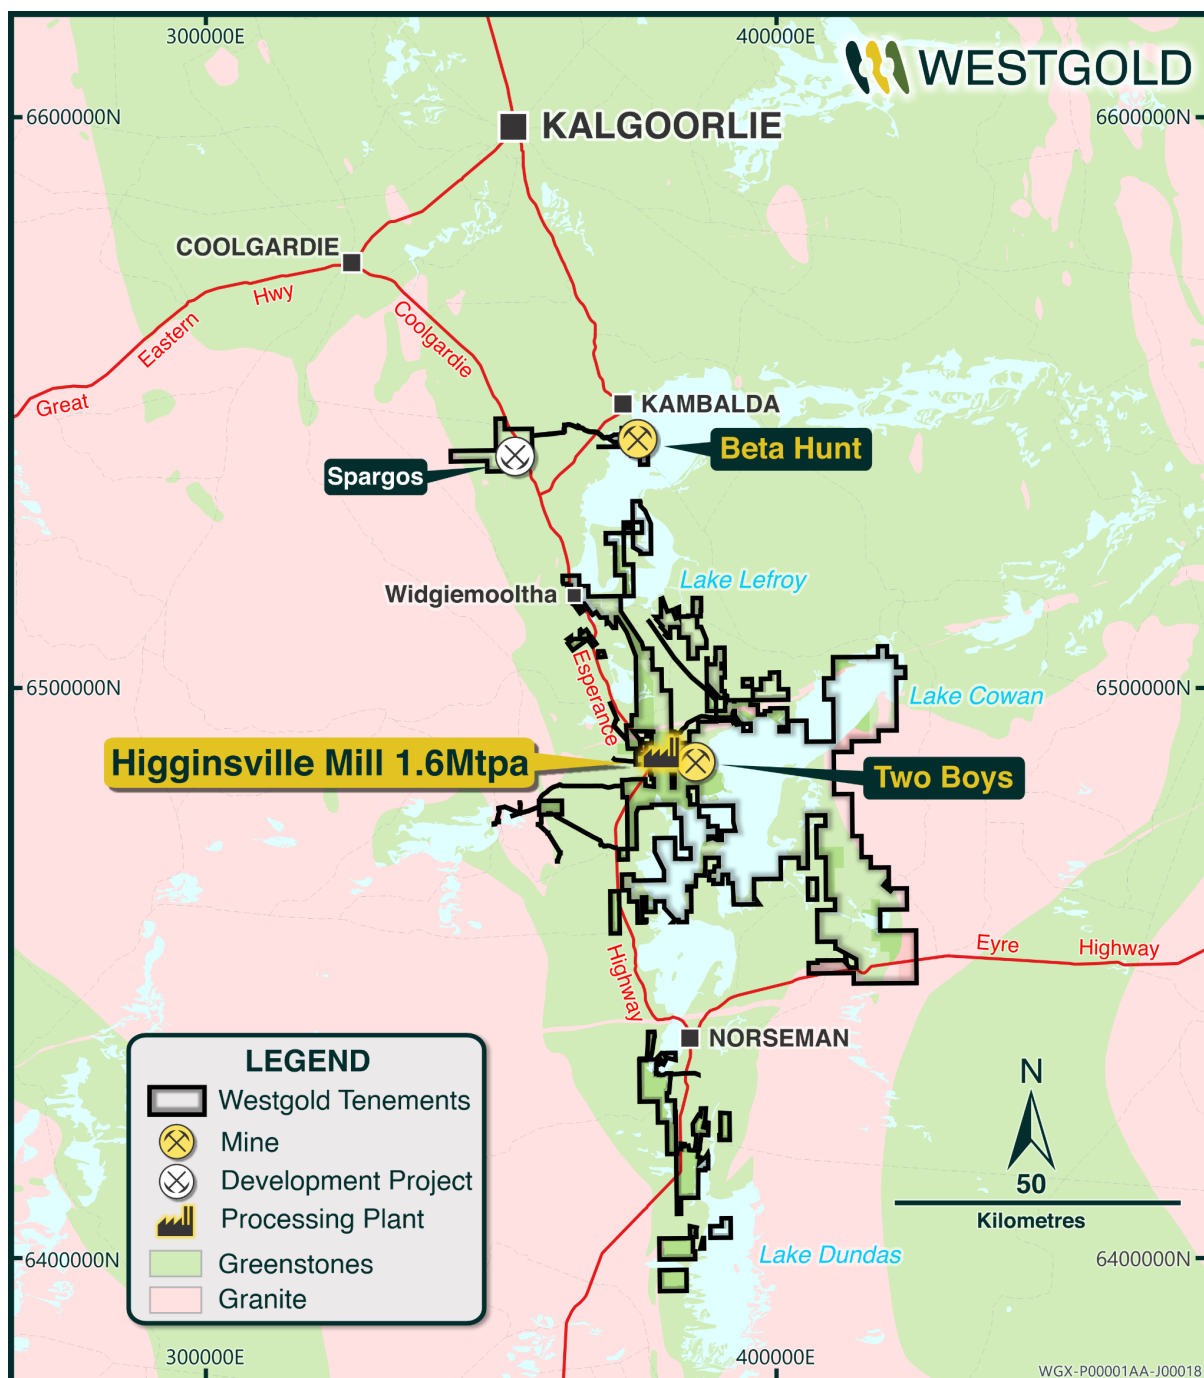 300000E
400000E
WESTGOLD
6600000N
6600000N
KALGOORLIE
COOLGARDIE
Great Eastern Hwy
Coolgardie
KAMBALDA
Beta Hunt
Spargos
Lake Lefroy
Widgiemooltha
Esperance
6500000N
6500000N
Lake Cowan
Higginsville Mill 1.6Mtpa
Two Boys
Highway
Eyre Highway
NORSEMAN
LEGEND
Westgold Tenements
Mine
Development Project
Processing Plant
Greenstones
Granite
N
50
Kilometres
6400000N
Lake Dundas
6400000N
300000E
400000E
WGX-P00001AA-J00018